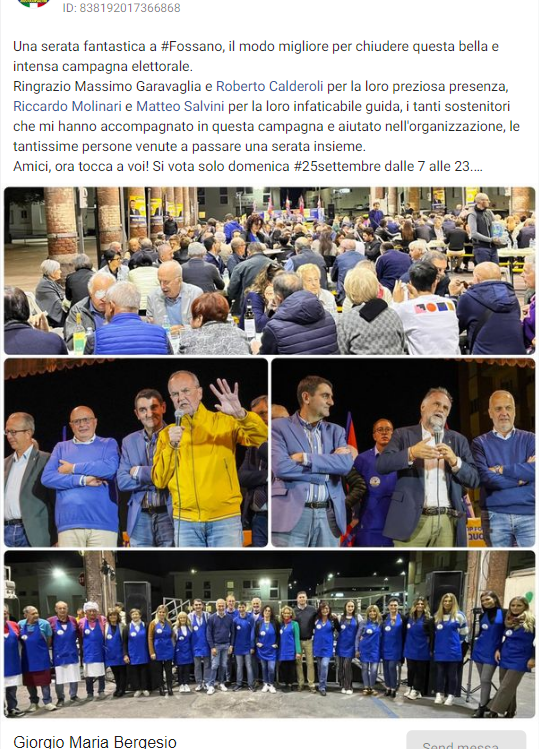 ID: 838192017366868
Una serata fantastica a #Fossano, il modo migliore per chiudere questa bella e
intensa campagna elettorale.
Ringrazio Massimo Garavaglia e Roberto Calderoli per la loro preziosa presenza,
Riccardo Molinari e Matteo Salvini per la loro infaticabile guida, i tanti sostenitori
che mi hanno accompagnato in questa campagna e aiutato nell'organizzazione, le
tantissime persone venute a passare una serata insieme.
Amici, ora tocca a voi! Si vota solo domenica #25settembre dalle 7 alle 23....
Giorgio Maria Bergesio
Send messa